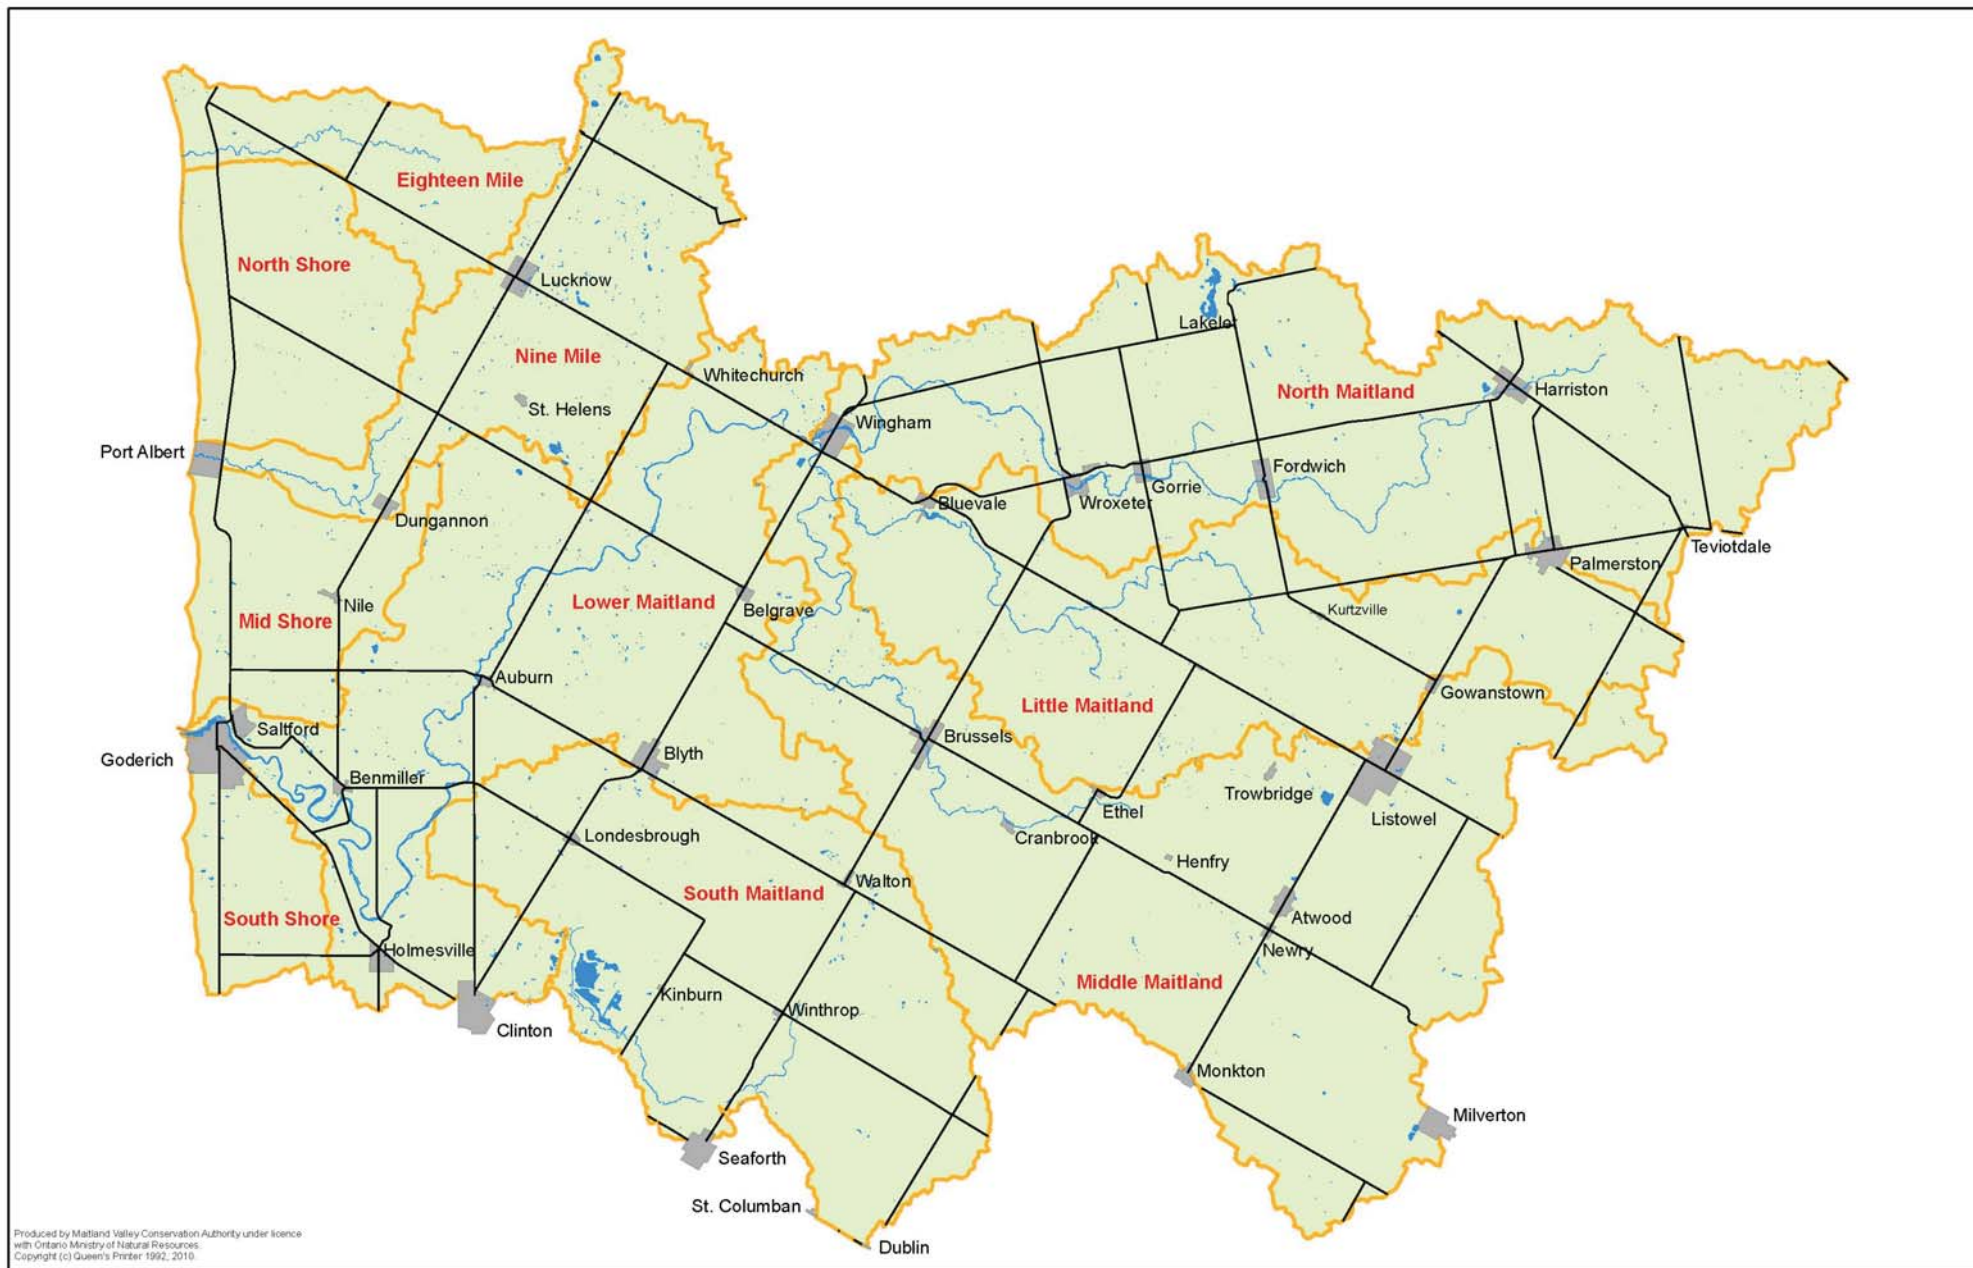 Eighteen Mile
North Shore
Lucknow
Lakelet
Nine Mile
Whitechurch
North Maitland
Harriston
St. Helens
Wingham
Port Albert
Fordwich
Gorrie
Wroxeter
Bluevale
Dungannon
Teviotdale
Palmerston
Nile
Lower Maitland
Belgrave
Kurtzville
Mid Shore
Auburn
Gowanstown
Little Maitland
Saltford
Brussels
Goderich
Blyth
Benmiller
Trowbridge
Ethel
Listowel
Londesbrough
Cranbrook
Henfry
Walton
South Maitland
South Shore
Atwood
Holmesville
Newry
Middle Maitland
Kinburn
Winthrop
Clinton
Monkton
Milverton
Seaforth
St. Columban
Dublin
Produced by Maitland Valley Conservation Authority under licence
with Ontario Ministry of Natural Resources.
Copyright (c) Queen's Printer 1992, 2010.